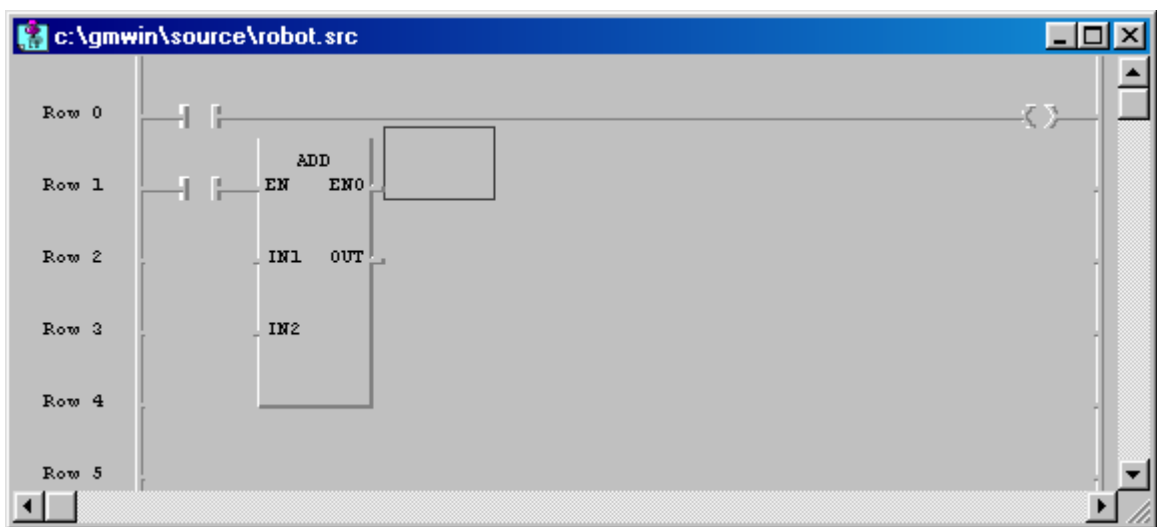 c:\gmwin\source\robot.src
Row 0
ADD
Row 1 EN ENO
Row 2 IN1 OUT
Row 3 IN2
Row 4
Row 5